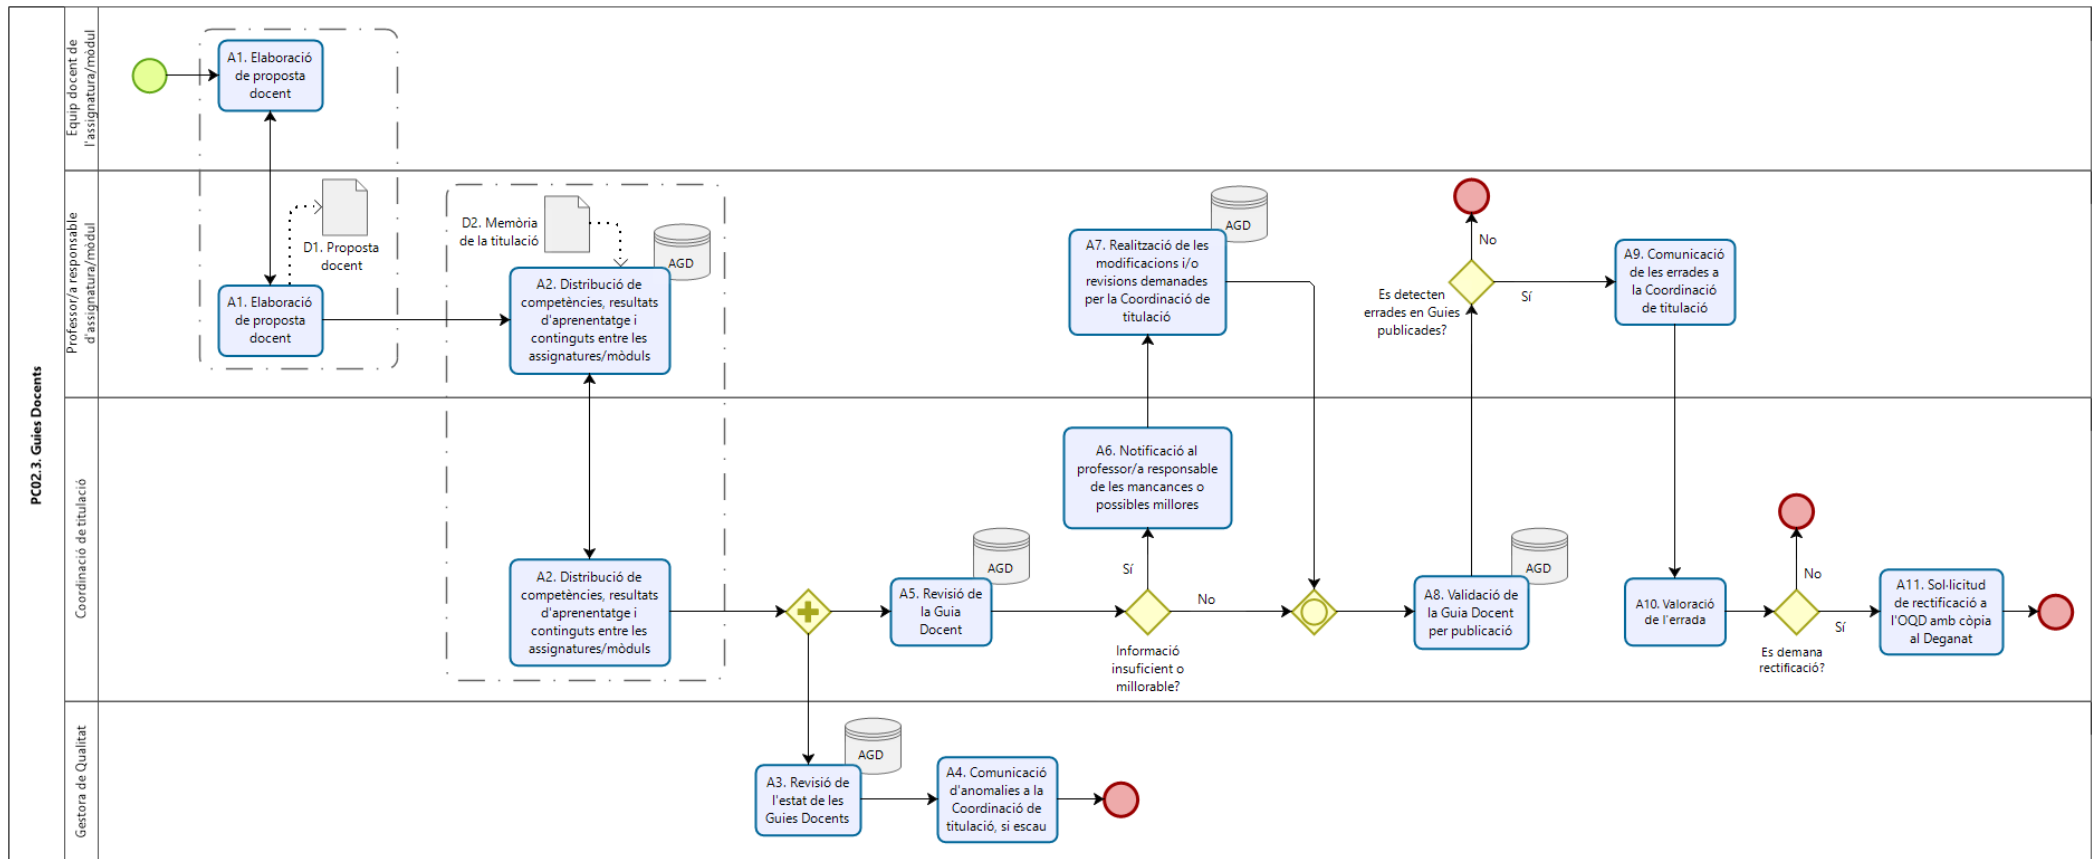 PC02.3. Guies Docents
Equip docent de
l'assignatura/mòdul
A1. Elaboració
de proposta
docent
Professor/a responsable
d'assignatura/mòdul
D1. Proposta
docent
A1. Elaboració
de proposta
docent
D2. Memòria
de la titulació
AGD
A2. Distribució de
competències, resultats
d'aprenentatge i
continguts entre les
assignatures/mòduls
AGD
A7. Realització de les
modificacions i/o
revisions demanades
per la Coordinació de
titulació
No
Sí
Es detecten
errades en Guies
publicades?
A9. Comunicació
de les errades a
la Coordinació
de titulació
Coordinació de titulació
A2. Distribució de
competències, resultats
d'aprenentatge i
continguts entre les
assignatures/mòduls
AGD
A5. Revisió de
la Guia
Docent
A6. Notificació al
professor/a responsable
de les mancances o
possibles millores
Sí
No
Informació
insuficient o
millorable?
AGD
A8. Validació de
la Guia Docent
per publicació
A10. Valoració
de l'errada
No
Sí
Es demana
rectificació?
A11. Sol·licitud
de rectificació a
l'OQD amb còpia
al Deganat
Gestora de Qualitat
AGD
A3. Revisió de
l'estat de les
Guies Docents
A4. Comunicació
d'anomalies a la
Coordinació de
titulació, si escau